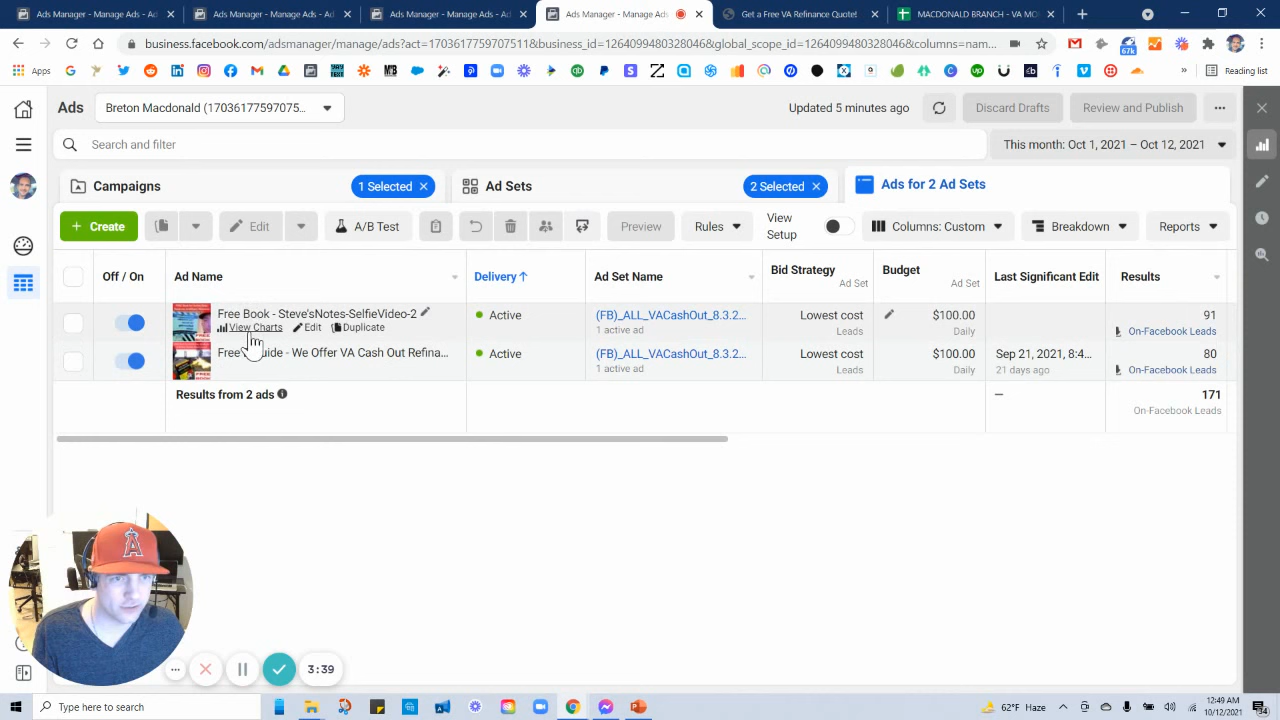 Ads Manager - Manage Ads -
Ads Manager - Manage Ads -
Ads Manager - Manage Ads -
Ads Manager - Manage Ads
Get a Free VA Refinance Quote!
MACDONALD BRANCH - VA MO
business.facebook.com/adsmanager/manage/ads?act=170361775970751&business_id=1264099480328046&global_scope_id=1264099480328046&columns=nam...
67k
Apps
Reading list
Ads
Breton Macdonald (17036177597075...
Updated 5 minutes ago
Discard Drafts
Review and Publish
Search and filter
This month: Oct 1, 2021 – Oct 12, 2021
Campaigns
1 Selected
Ad Sets
2 Selected
Ads for 2 Ad Sets
+ Create
Edit
A/B Test
Preview
Rules
View Setup
Columns: Custom
Breakdown
Reports
Off / On
Ad Name
Delivery ↑
Ad Set Name
Bid Strategy
Ad Set
Budget
Ad Set
Last Significant Edit
Results
Free Book - Steve'sNotes-SelfieVideo-2
View Charts
Edit
Duplicate
Active
(FB)_ALL_VACashOut_8.3.2...
1 active ad
Lowest cost
Leads
$100.00
Daily
91
On-Facebook Leads
We Offer VA Cash Out Refina...
Active
(FB)_ALL_VACashOut_8.3.2...
1 active ad
Lowest cost
Leads
$100.00
Daily
Sep 21, 2021, 8:4...
21 days ago
80
On-Facebook Leads
Results from 2 ads
—
171
On-Facebook Leads
A
3:39
Type here to search
62°F Haze
12:49 AM
10/12/2021